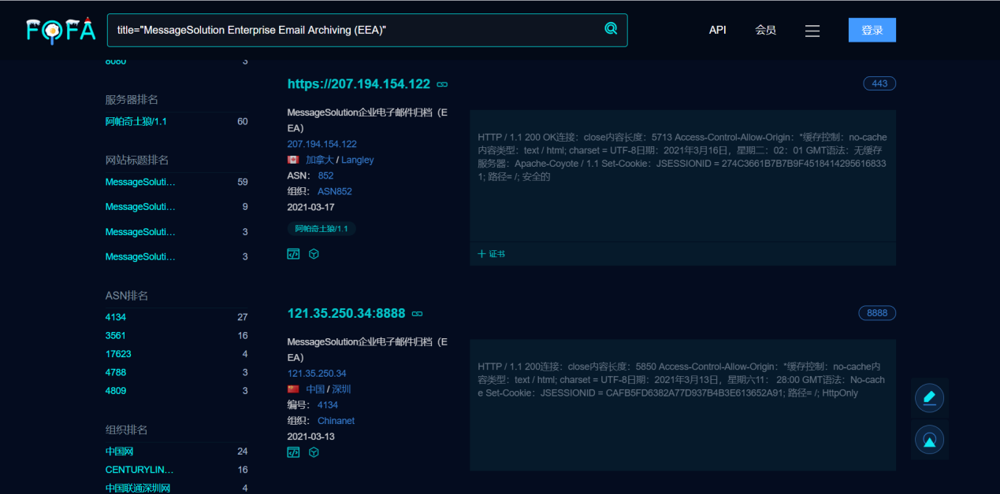 FOFA
title="MessageSolution Enterprise Email Archiving (EEA)"
API
会员
登录
8080 3
服务器排名
阿帕奇土狼/1.1 60
网站标题排名
MessageSoluti... 59
MessageSoluti... 9
MessageSoluti... 3
MessageSoluti... 3
ASN排名
4134 27
3561 16
17623 4
4788 3
4809 3
组织排名
中国网 24
CENTURYLIN... 16
中国联通深圳网 4
https://207.194.154.122
443
MessageSolution企业电子邮件归档（E
EA)
207.194.154.122
加拿大 / Langley
ASN： 852
组织： ASN852
2021-03-17
阿帕奇土狼/1.1
HTTP / 1.1 200 OK连接：close内容长度：5713 Access-Control-Allow-Origin：*缓存控制：no-cache
内容类型：text / html; charset = UTF-8日期：2021年3月16日，星期二：02：01 GMT语法：无缓存
服务器：Apache-Coyote / 1.1 Set-Cookie：JSESSIONID = 274C3661B7B7B9F4518414295616833
1; 路径= /; 安全的
＋ 证书
121.35.250.34:8888
8888
MessageSolution企业电子邮件归档（E
EA)
121.35.250.34
中国 / 深圳
编号： 4134
组织： Chinanet
2021-03-13
HTTP / 1.1 200连接：close内容长度：5850 Access-Control-Allow-Origin：*缓存控制：no-cache内
容类型：text / html; charset = UTF-8日期：2021年3月13日，星期六11： 28:00 GMT语法：No-cach
e Set-Cookie：JSESSIONID = CAFB5FD6382A77D937B4B3E613652A91; 路径= /; HttpOnly